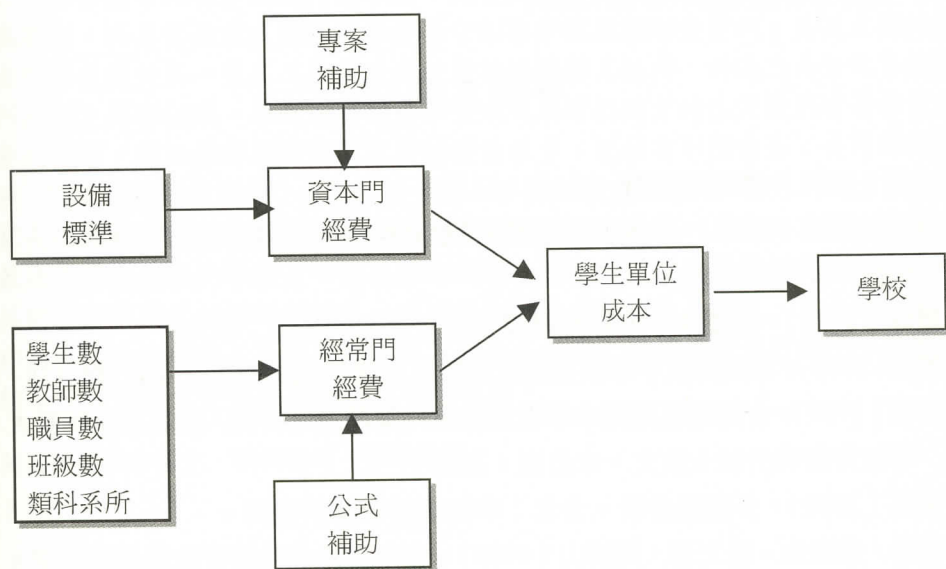 專案
補助
設備
標準
資本門
經費
學生單位
成本
學校
學生數
教師數
職員數
班級數
類科系所
經常門
經費
公式
補助